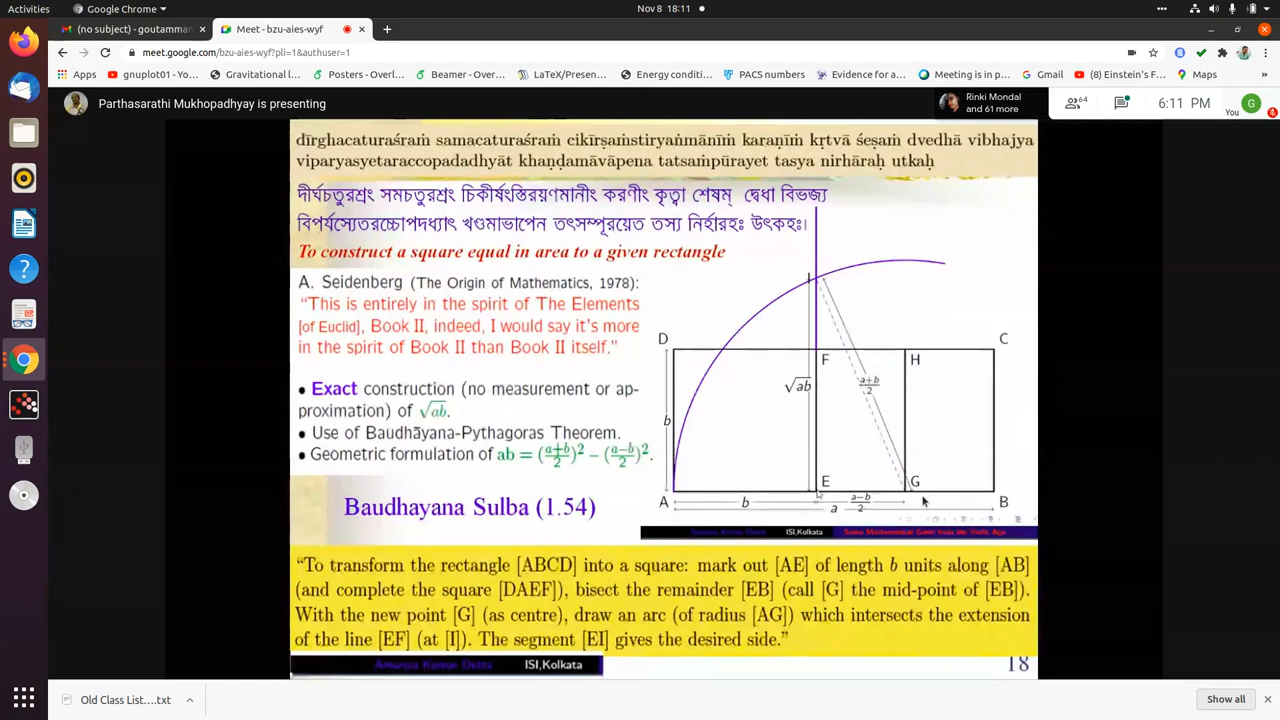 Activities
Google Chrome
Nov 8 18:11
(no subject) - goutamman
Meet - bzu-aies-wyf
meet.google.com/bzu-aies-wyf?pli=1&authuser=1
Apps
gnuplot01 - Yo...
Gravitational l...
Posters - Overl...
Beamer - Over...
LaTeX/Presen...
Energy conditi...
PACS numbers
Evidence for a...
Meeting is in p...
Gmail
(8) Einstein's F...
Maps
Parthasarathi Mukhopadhyay is presenting
Rinki Mondal
and 61 more
64
6:11 PM
G
You
dīrghacaturaśraṁ samacaturaśraṁ cikīrṣaṁstiryaṅmānīṁ karaṇīṁ kṛtvā śeṣaṁ dvedhā vibhajya
viparyasyetaraccopadadhyāt khaṇḍamāvāpena tatsaṁpūrayet tasya nirhāraḥ utkaḥ
দীর্ঘচতুরশ্রং সমচতুরশ্রং চিকীর্ষংস্তিরয়ণমানীং করণীং কৃত্বা শেষম্ দ্বেধা বিভজ্য
বিপর্যস্যেতরচ্চোপদধ্যাৎ খণ্ডমাভাপেন তৎসম্পূরয়েত তস্য নির্হারহঃ উৎকহঃ।
To construct a square equal in area to a given rectangle
A. Seidenberg (The Origin of Mathematics, 1978):
"This is entirely in the spirit of The Elements
[of Euclid], Book II, indeed, I would say it's more
in the spirit of Book II than Book II itself."
• Exact construction (no measurement or ap-
proximation) of √ab.
• Use of Baudhāyana-Pythagoras Theorem.
• Geometric formulation of ab = (a+b/2)² − (a−b/2)².
Baudhayana Sulba (1.54)
I
D
C
F
H
√ab
a+b/2
b
E
G
A
b
a−b/2
B
a
ISI,Kolkata
Some Mathematical Gems from the Vedic Age
"To transform the rectangle [ABCD] into a square: mark out [AE] of length b units along [AB]
(and complete the square [DAEF]), bisect the remainder [EB] (call [G] the mid-point of [EB]).
With the new point [G] (as centre), draw an arc (of radius [AG]) which intersects the extension
of the line [EF] (at [I]). The segment [EI] gives the desired side."
Amartya Kumar Dutta
ISI,Kolkata
18
Old Class List....txt
Show all